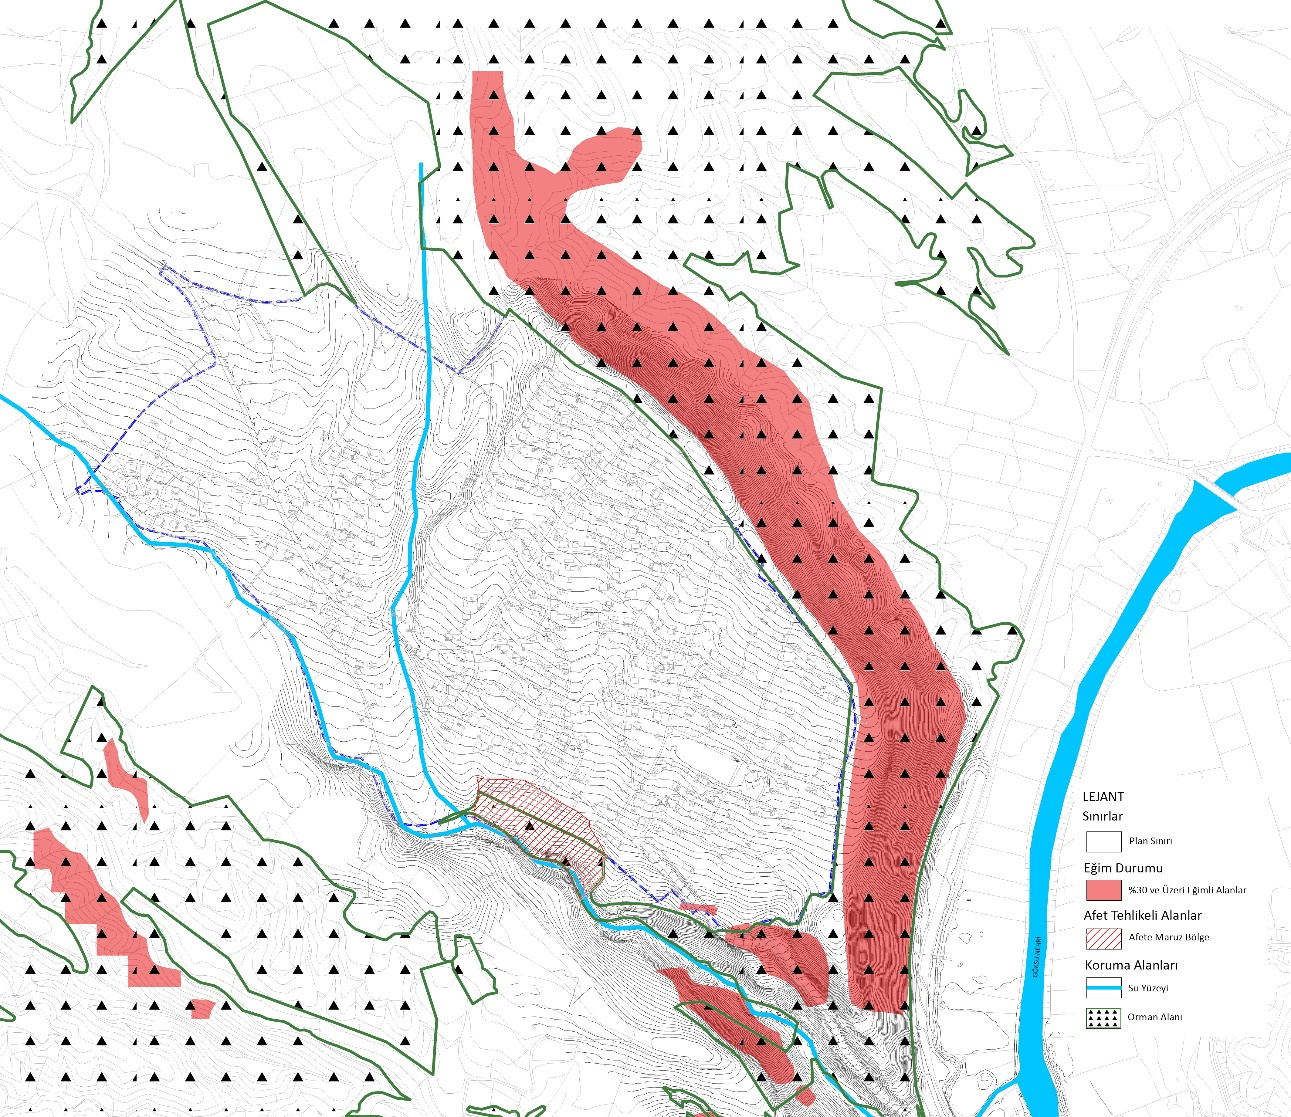 LEJANT
Sınırlar
Plan Sınırı
Eğim Durumu
%30 ve Üzeri Eğimli Alanlar
Afet Tehlikeli Alanlar
Afete Maruz Bölge
Koruma Alanları
Su Yüzeyi
Orman Alanı